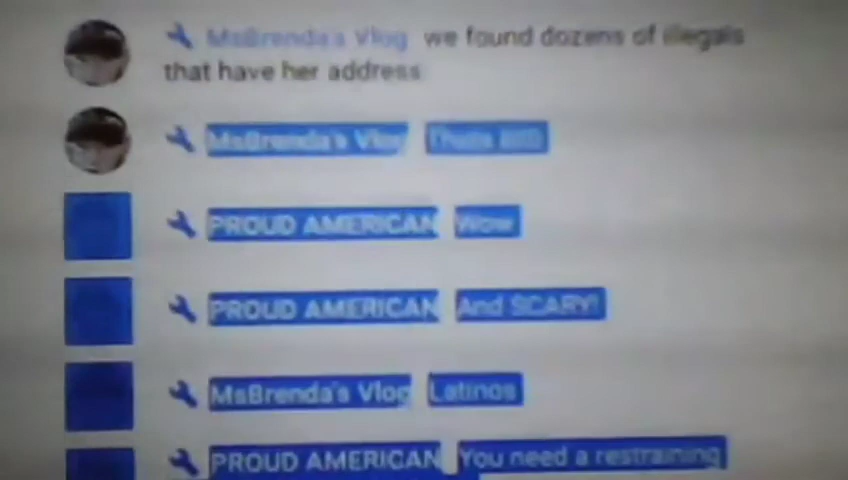 MsBrenda's Vlog we found dozens of illegals
that have her address
MsBrenda's Vlog Thats
PROUD AMERICAN Wow
PROUD AMERICAN And SCARY!
MsBrenda's Vlog Latinos
PROUD AMERICAN You need a restraining